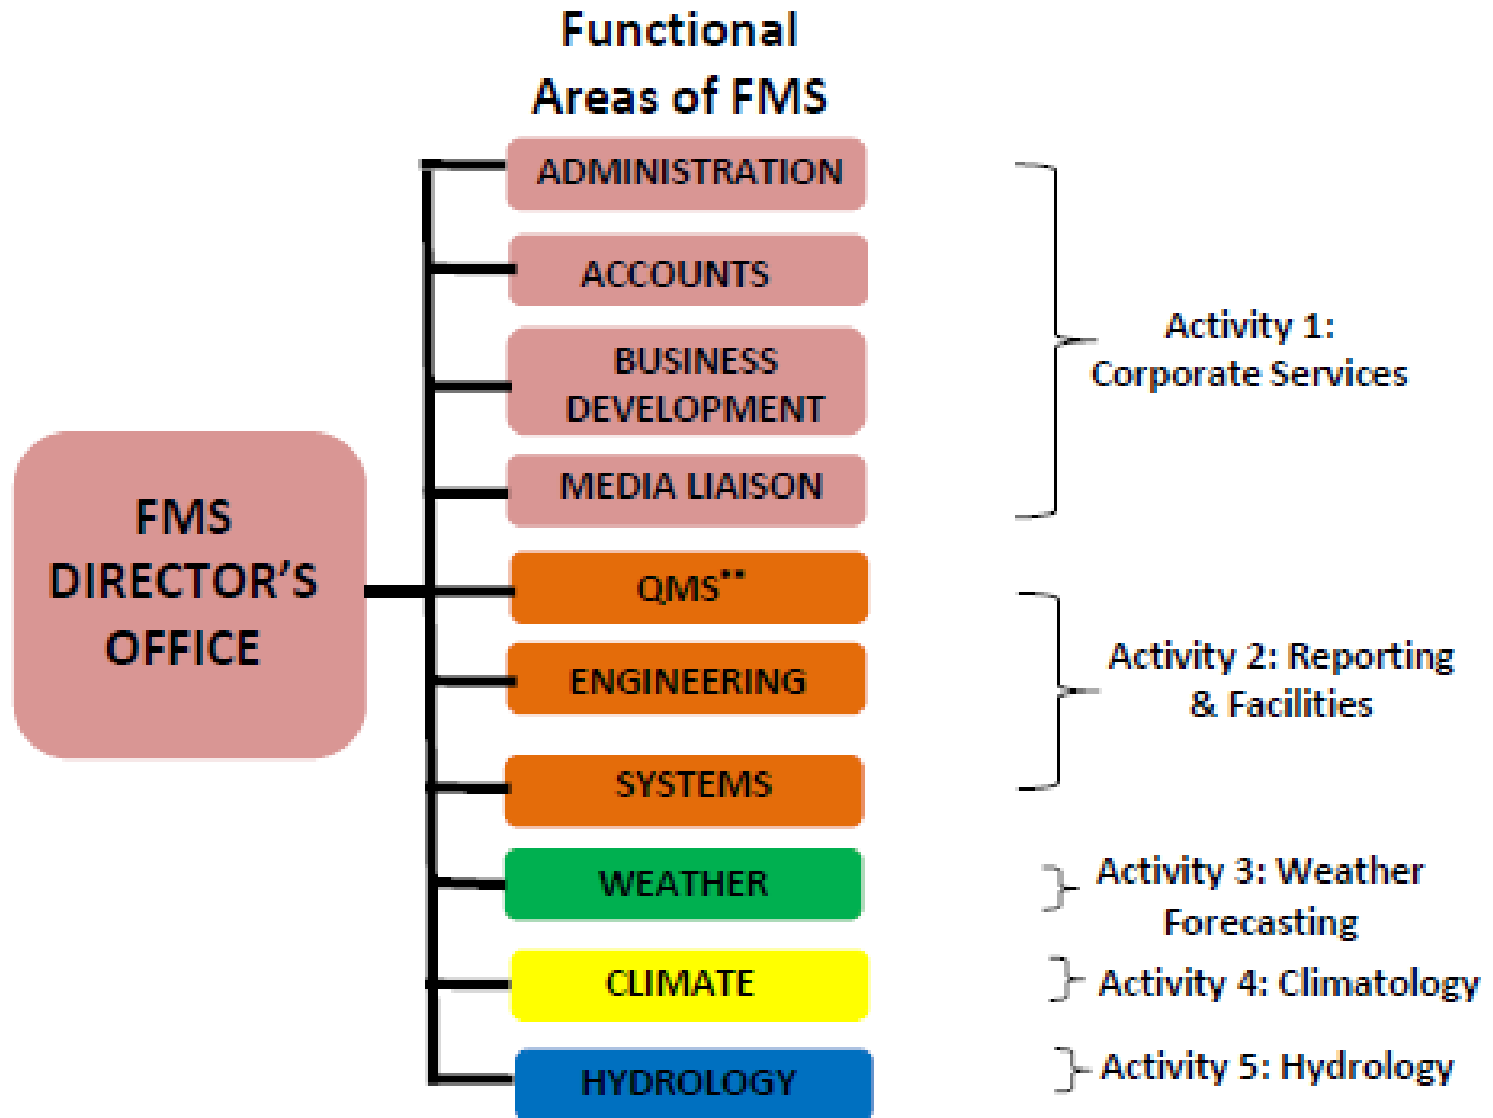 Functional
Areas of FMS
FMS
DIRECTOR'S
OFFICE
ADMINISTRATION
ACCOUNTS
BUSINESS
DEVELOPMENT
MEDIA LIAISON
QMS**
ENGINEERING
SYSTEMS
WEATHER
CLIMATE
HYDROLOGY
Activity 1:
Corporate Services
Activity 2: Reporting
& Facilities
Activity 3: Weather
Forecasting
Activity 4: Climatology
Activity 5: Hydrology